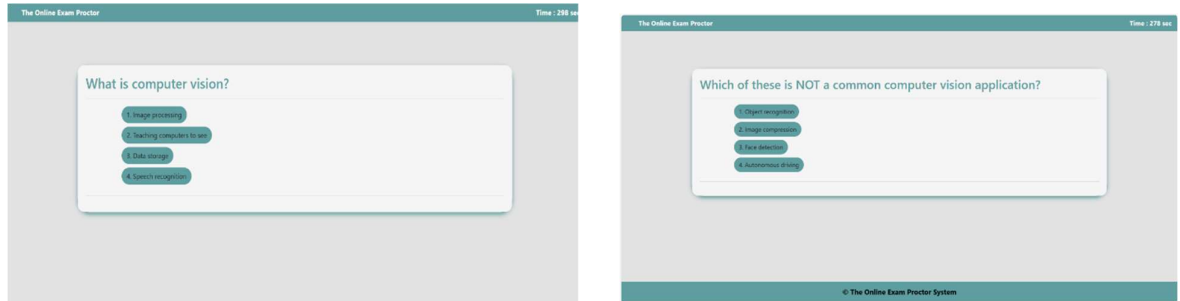 The Online Exam Proctor
Time : 298 se
What is computer vision?
1. Image processing
2. Teaching computers to see
3. Data storage
4. Speech recognition
The Online Exam Proctor
Time : 278 sec
Which of these is NOT a common computer vision application?
1. Object recognition
2. Image compression
3. Face detection
4. Autonomous driving
© The Online Exam Proctor System